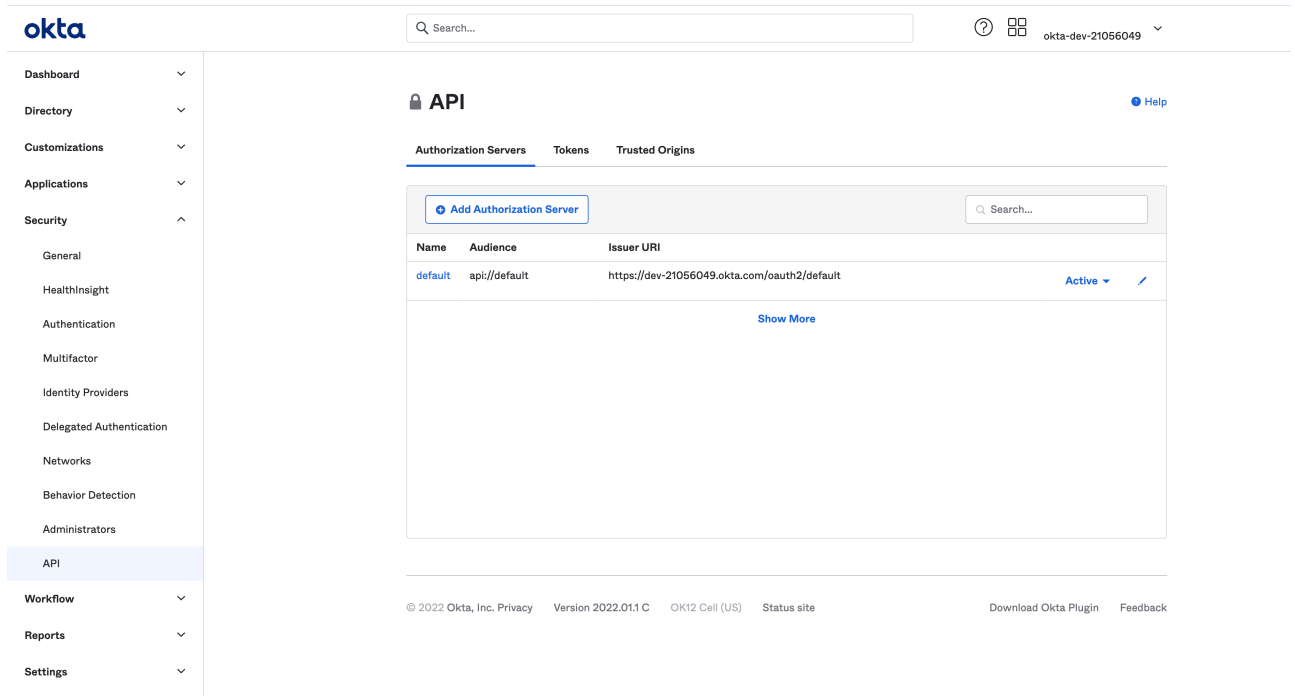 okta
Search...
okta-dev-21056049
Dashboard
Directory
Customizations
Applications
Security
General
HealthInsight
Authentication
Multifactor
Identity Providers
Delegated Authentication
Networks
Behavior Detection
Administrators
API
Workflow
Reports
Settings
API
Help
Authorization Servers Tokens Trusted Origins
Add Authorization Server Search...
Name Audience Issuer URI
default api://default https://dev-21056049.okta.com/oauth2/default Active
Show More
© 2022 Okta, Inc. Privacy Version 2022.01.1 C OK12 Cell (US) Status site Download Okta Plugin Feedback